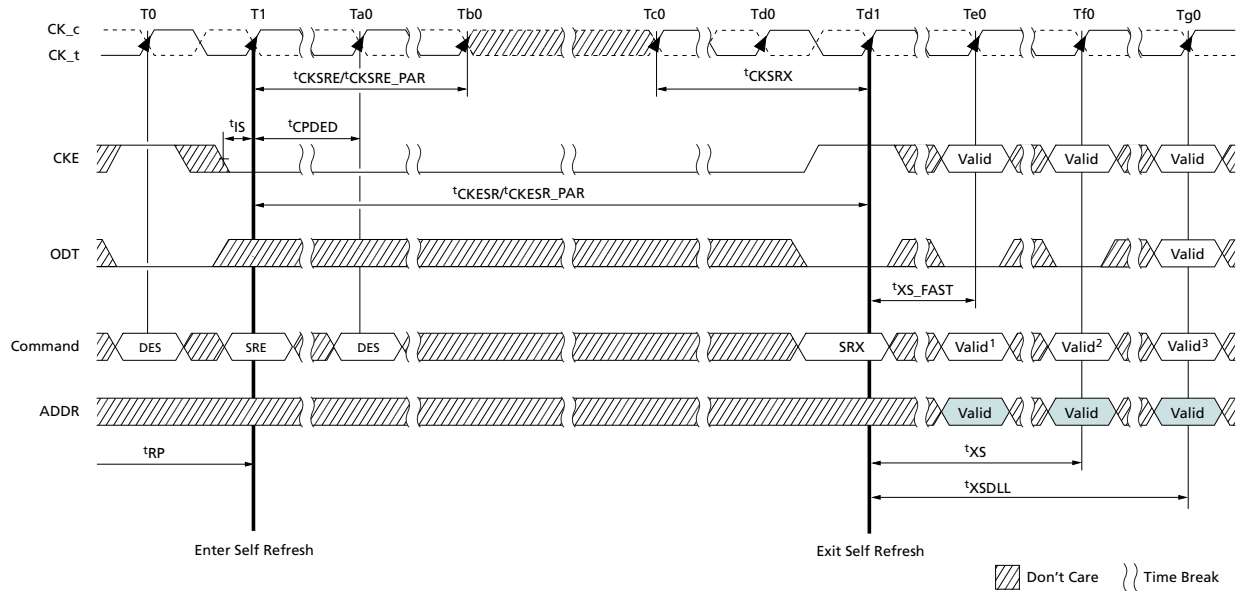 T0 T1 Ta0 Tb0 Tc0 Td0 Td1 Te0 Tf0 Tg0
CK_c
CK_t
tCKSRE/tCKSRE_PAR tCKSRX
tIS tCPDED
CKE Valid Valid Valid
tCKESR/tCKESR_PAR
ODT Valid
tXS_FAST
Command DES SRE DES SRX Valid1 Valid2 Valid3
ADDR Valid Valid Valid
tRP tXS
tXSDLL
Enter Self Refresh Exit Self Refresh
Don't Care Time Break